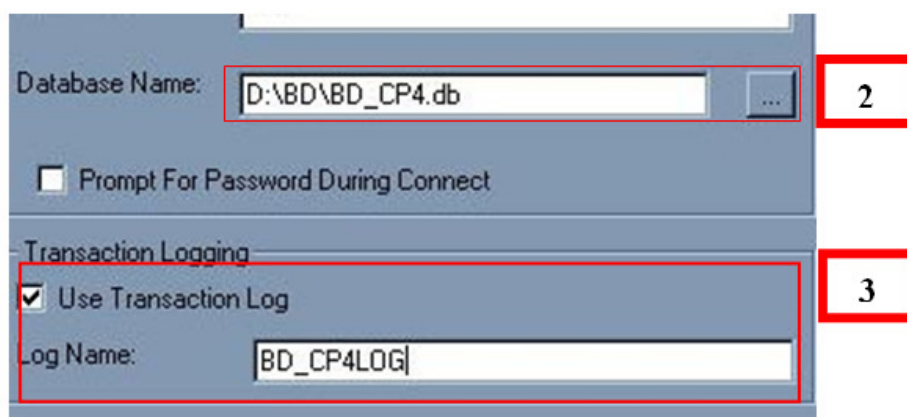 Database Name:
D:\BD\BD_CP4.db
...
2
Prompt For Password During Connect
Transaction Logging
3
Use Transaction Log
Log Name:
BD_CP4LOG